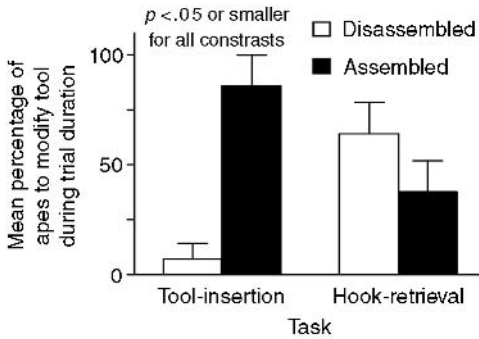 p <.05 or smaller
for all constrasts
Disassembled
Assembled
Mean percentage of
apes to modify tool
during trial duration
100
50
0
Tool-insertion
Hook-retrieval
Task